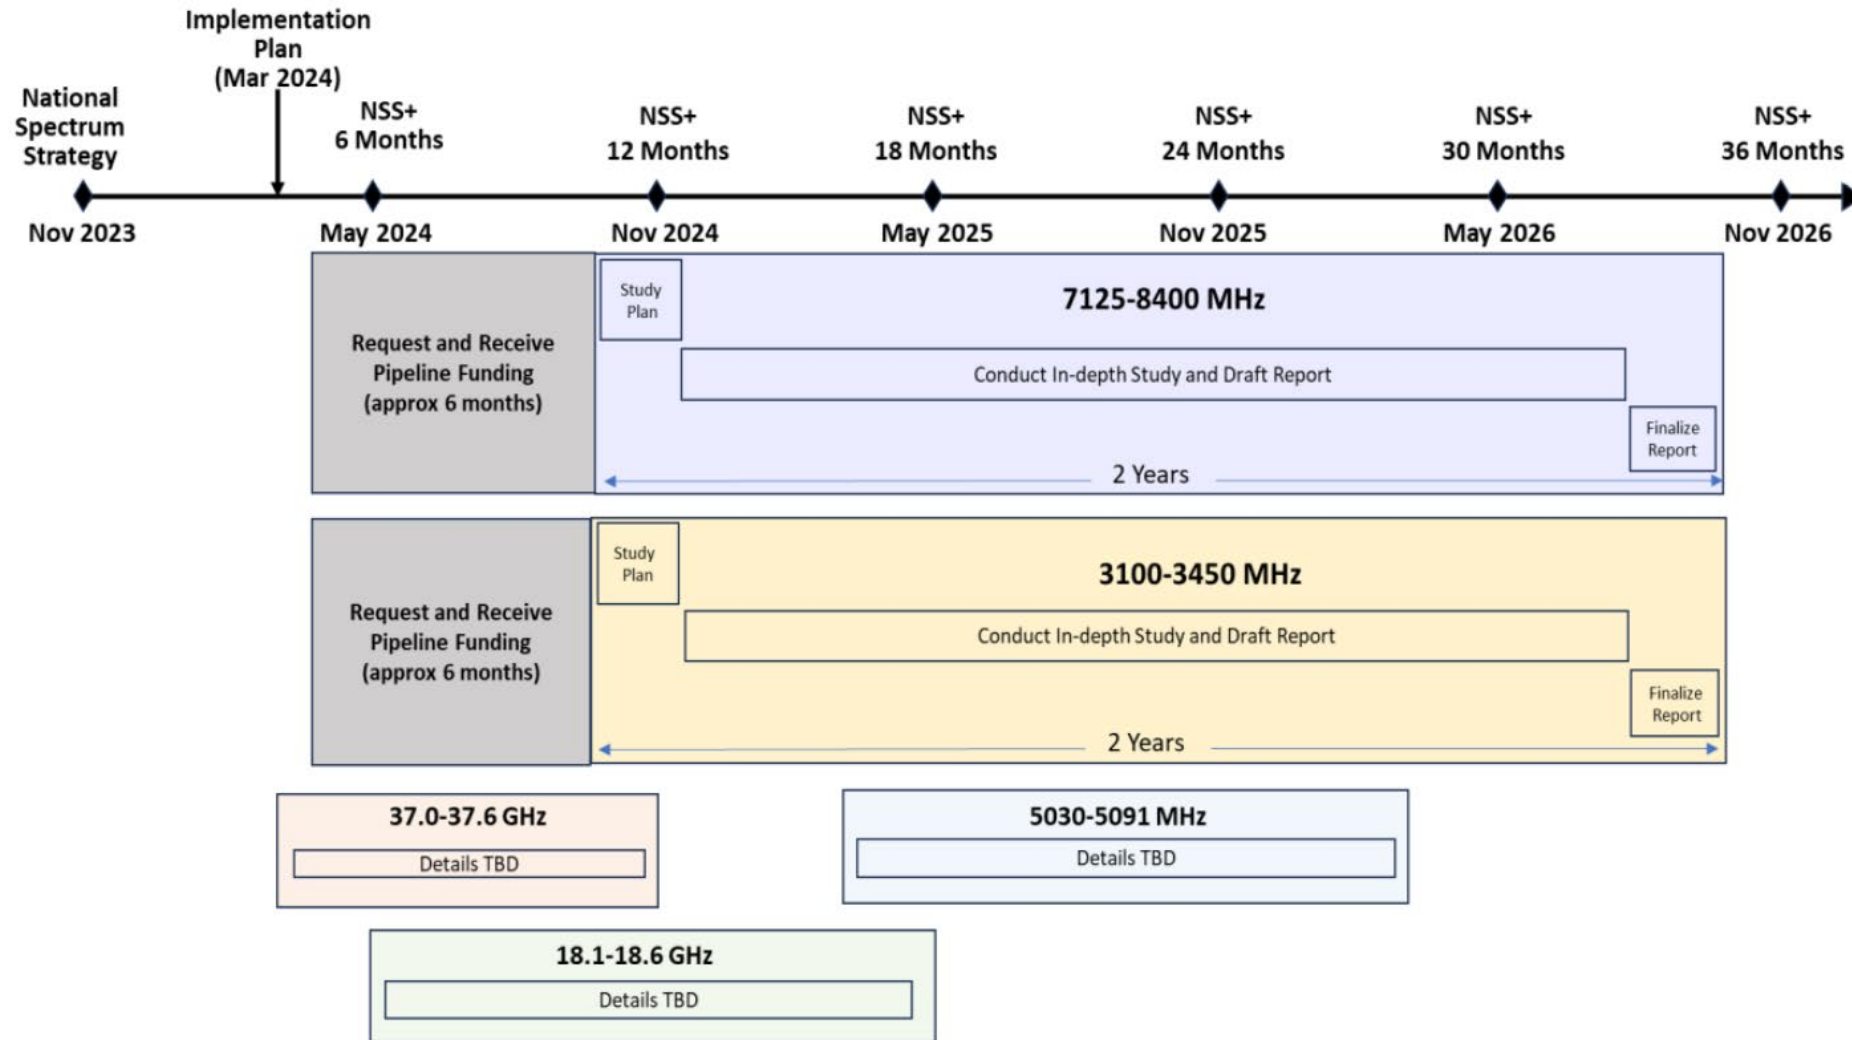 Implementation
Plan
(Mar 2024)
National
Spectrum
Strategy
NSS+
6 Months
NSS+
12 Months
NSS+
18 Months
NSS+
24 Months
NSS+
30 Months
NSS+
36 Months
Nov 2023
May 2024
Nov 2024
May 2025
Nov 2025
May 2026
Nov 2026
Request and Receive
Pipeline Funding
(approx 6 months)
Study
Plan
7125-8400 MHz
Conduct In-depth Study and Draft Report
Finalize
Report
2 Years
Request and Receive
Pipeline Funding
(approx 6 months)
Study
Plan
3100-3450 MHz
Conduct In-depth Study and Draft Report
Finalize
Report
2 Years
37.0-37.6 GHz
Details TBD
5030-5091 MHz
Details TBD
18.1-18.6 GHz
Details TBD